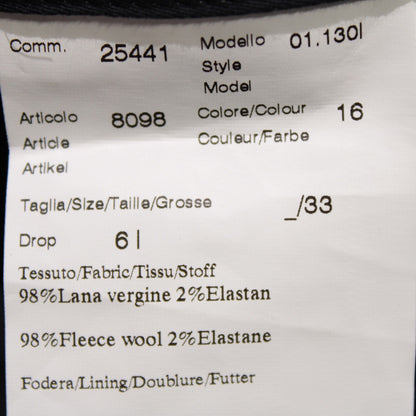 Comm. 25441 Modello 01.130l
Style
Model
Articolo 8098 Colore/Colour 16
Article Couleur/Farbe
Artikel
Taglia/Size/Taille/Grosse _/33
Drop 6 |
Tessuto/Fabric/Tissu/Stoff
98%Lana vergine 2%Elastan
98%Fleece wool 2%Elastane
Fodera/Lining/Doublure/Futter